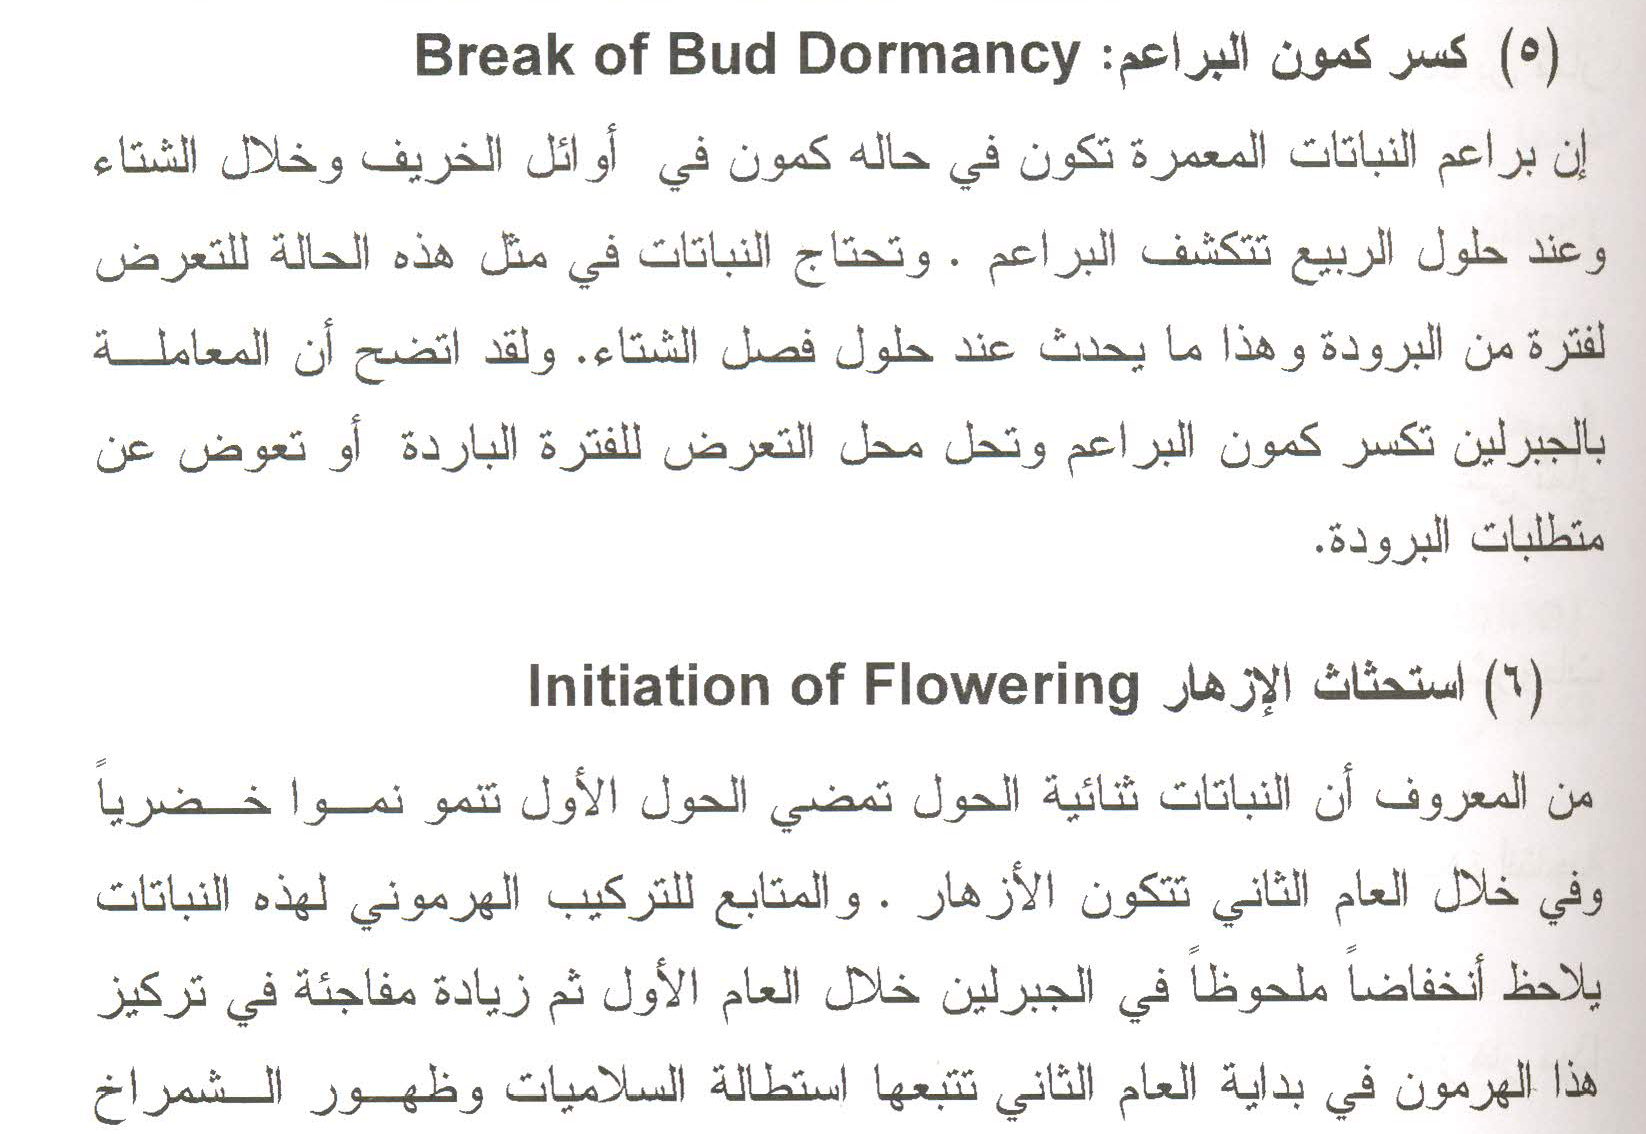 (٥) كسر كمون البراعم: Break of Bud Dormancy
إن براعم النباتات المعمرة تكون في حاله كمون في أوائل الخريف وخلال الشتاء
وعند حلول الربيع تتكشف البراعم . وتحتاج النباتات في مثل هذه الحالة للتعرض
لفترة من البرودة وهذا ما يحدث عند حلول فصل الشتاء. ولقد اتضح أن المعاملـــة
بالجبرلين تكسر كمون البراعم وتحل محل التعرض للفترة الباردة أو تعوض عن
متطلبات البرودة.
(٦) استحثاث الإزهار Initiation of Flowering
من المعروف أن النباتات ثنائية الحول تمضي الحول الأول تنمو نمـــوا خـــضرياً
وفي خلال العام الثاني تتكون الأزهار . والمتابع للتركيب الهرموني لهذه النباتات
يلاحظ أنخفاضاً ملحوظاً في الجبرلين خلال العام الأول ثم زيادة مفاجئة في تركيز
هذا الهرمون في بداية العام الثاني تتبعها استطالة السلاميات وظهـــور الـــشمراخ